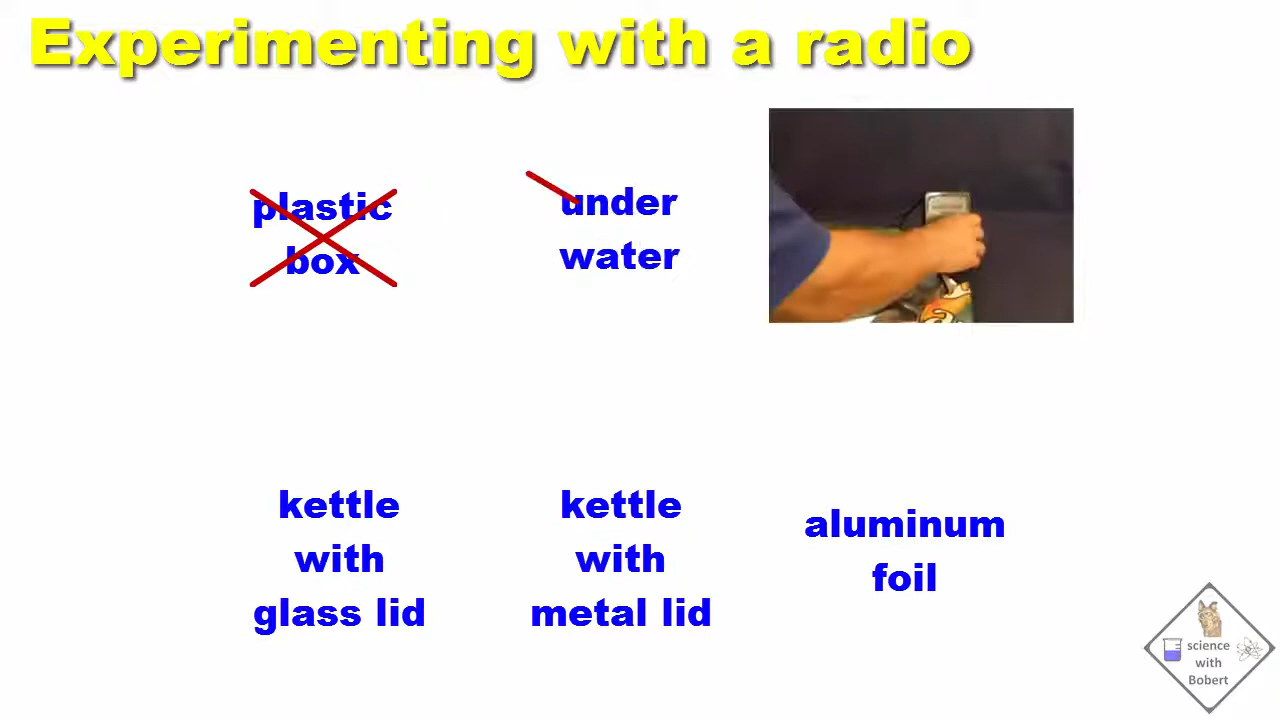 Experimenting with a radio
plastic
box
under
water
kettle
with
glass lid
kettle
with
metal lid
aluminum
foil
science
with
Bobert